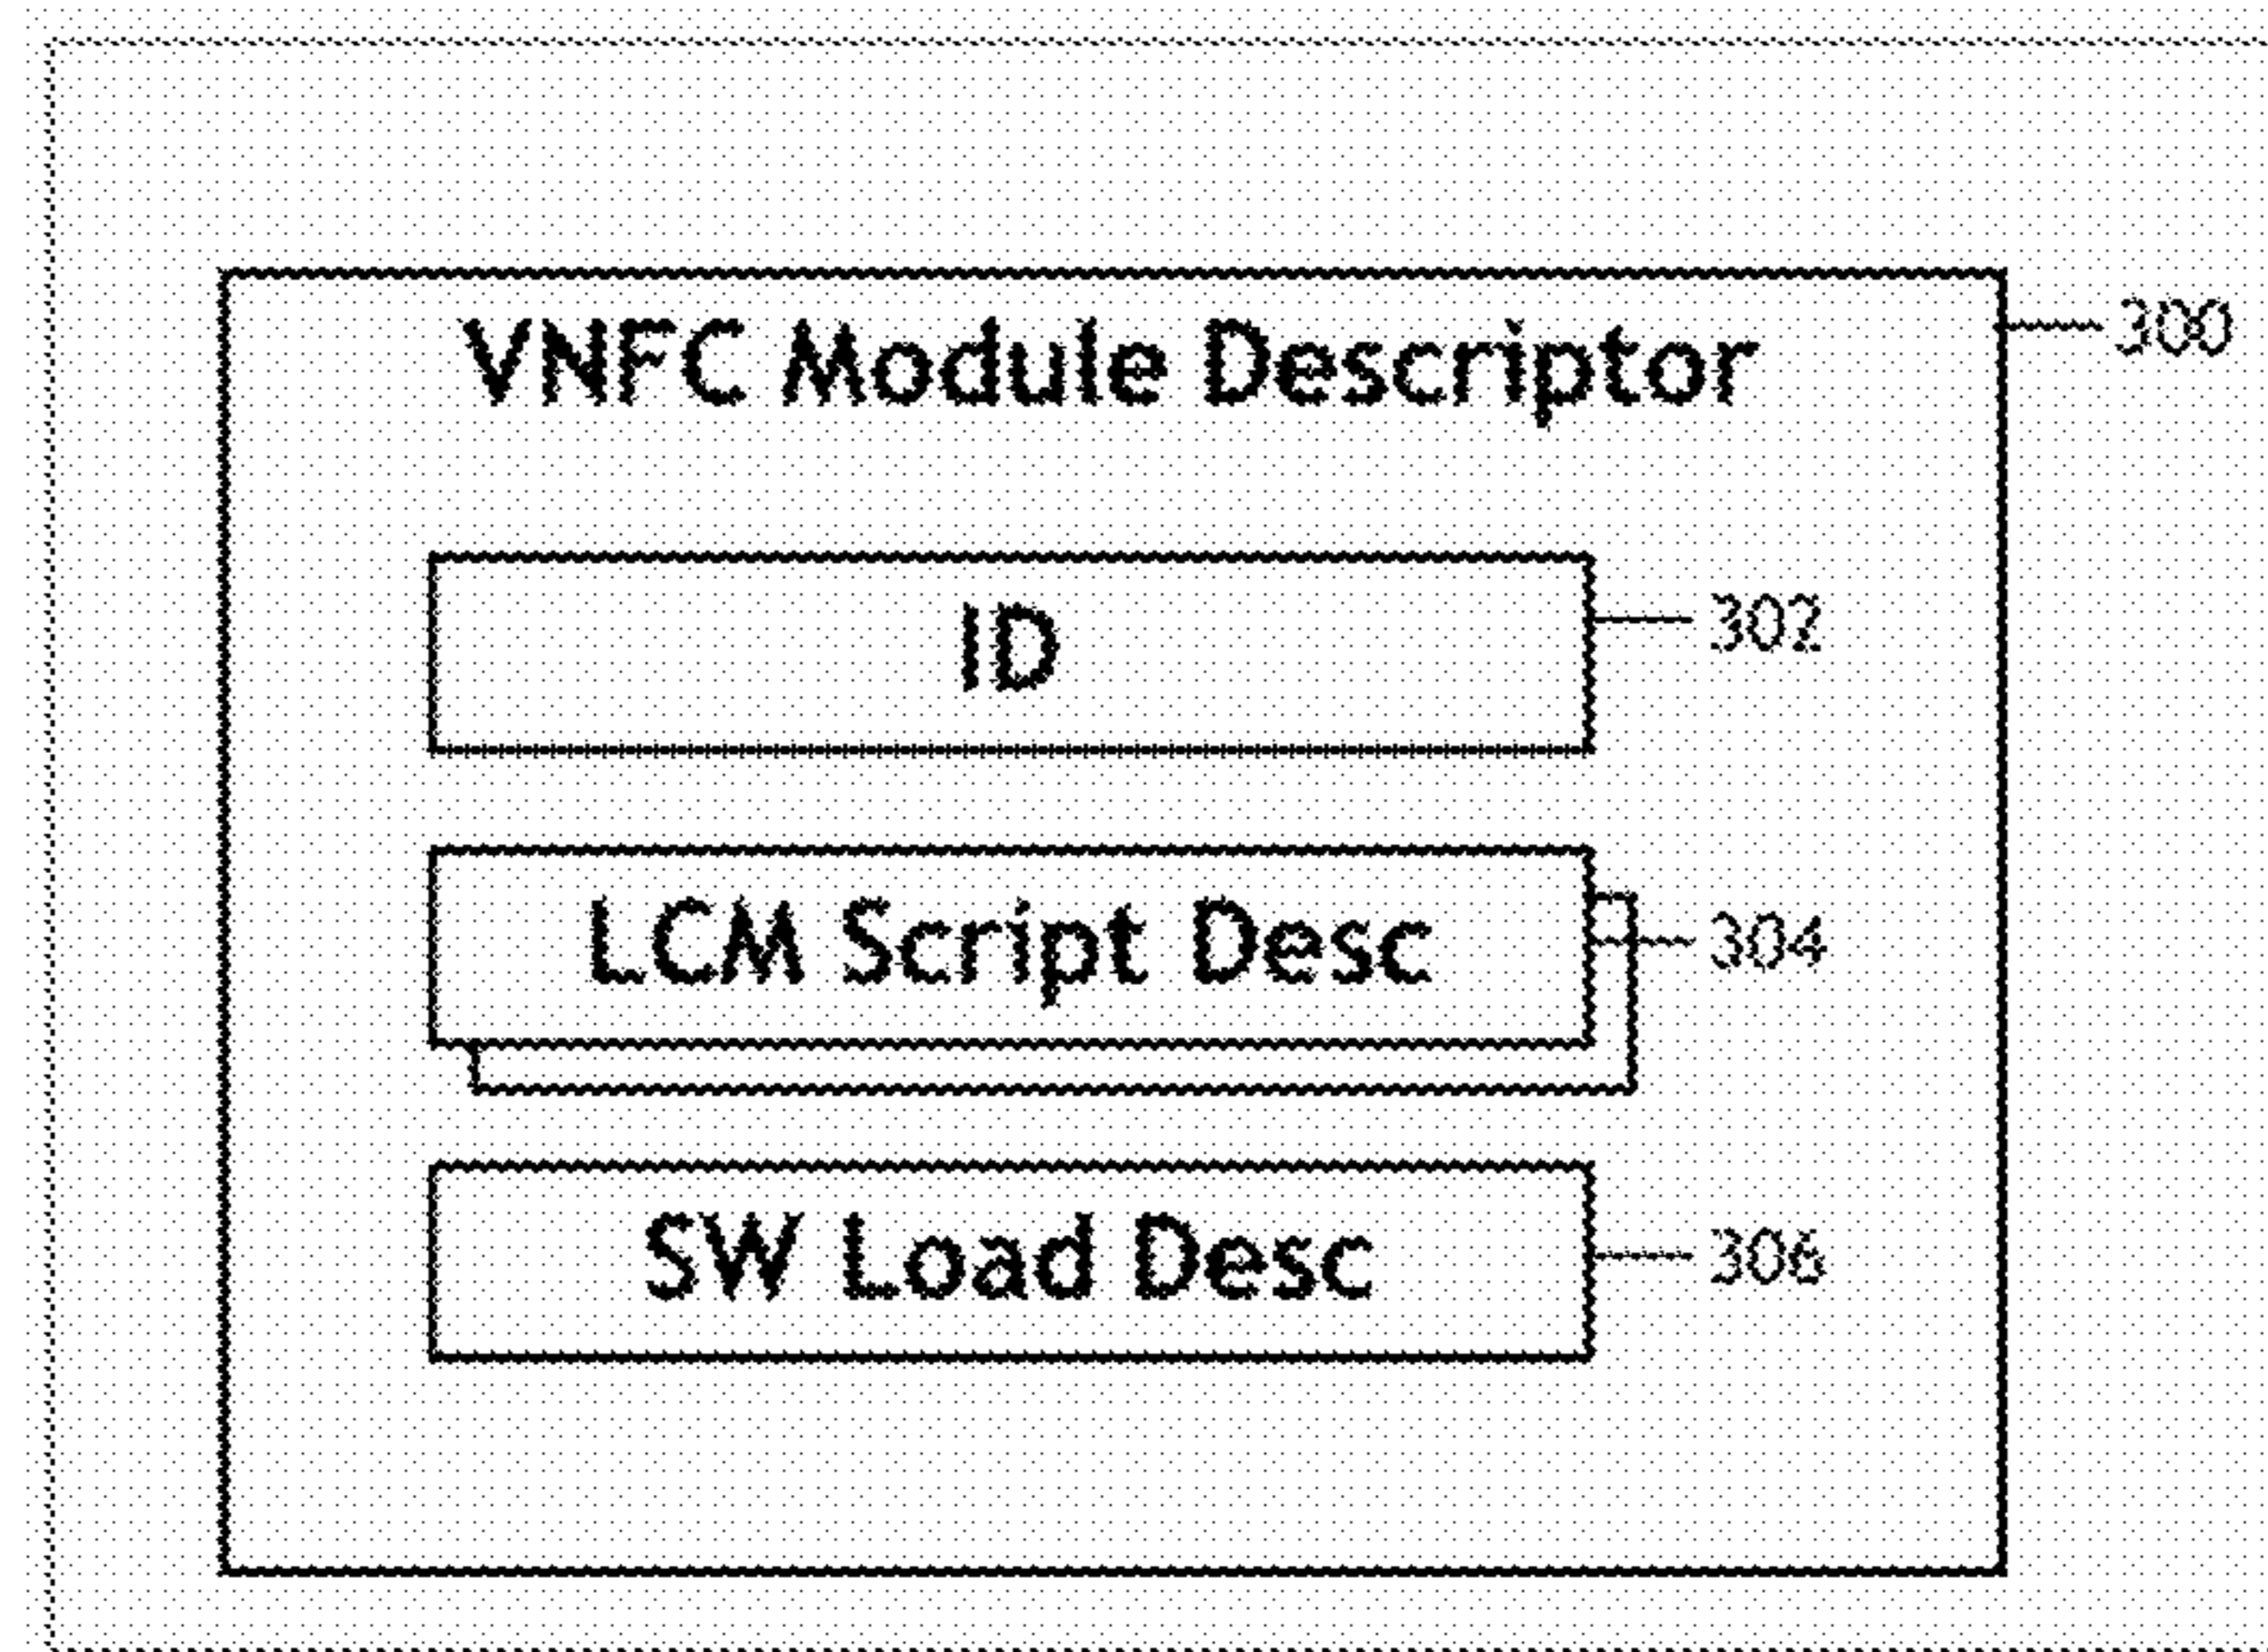 VNFC Module Descriptor
300
ID
302
LCM Script Desc
304
SW Load Desc
306